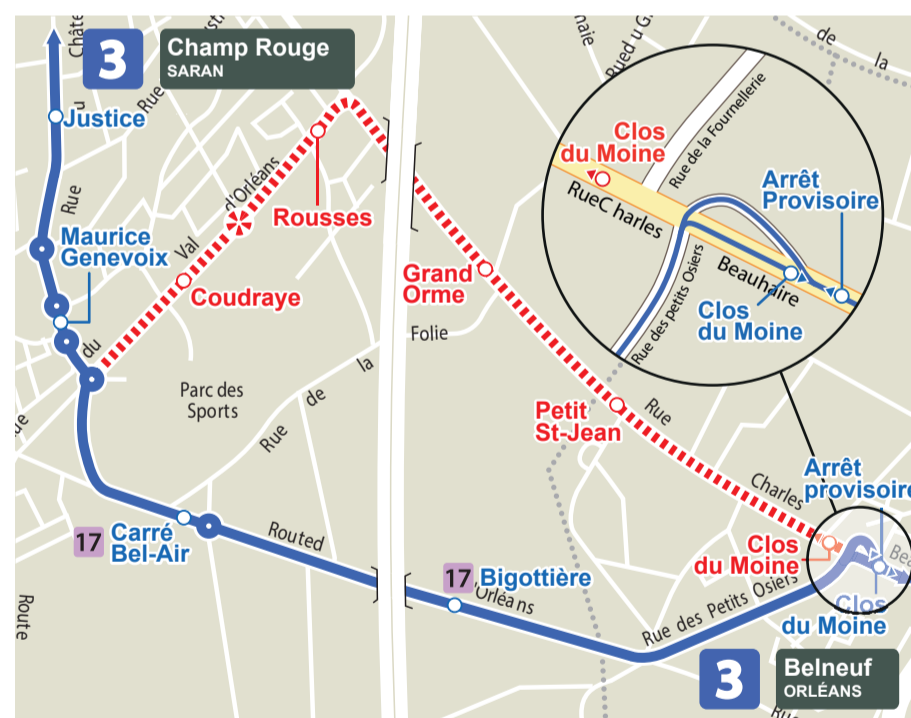 3
Champ Rouge
SARAN
Justice
Rue
Maurice
Genevoix
du
Val
d'Orléans
Rousses
Coudraye
Grand
Orme
Folie
Parc des
Sports
Rue
de
la
Petit
St-Jean
Rue
Charles
Clos
du Moine
Rue de la Fournellerie
RueC harles
Beauhaire
Rue des petits Osiers
Arrêt
Provisoire
Clos
du Moine
de
la
Arrêt
provisoire
Clos
du Moine
Bea
Clos
du Moine
17
Carré
Bel-Air
Routed
17
Bigottière
Orléans
Rue des Petits Osiers
Route
3
Belneuf
ORLÉANS